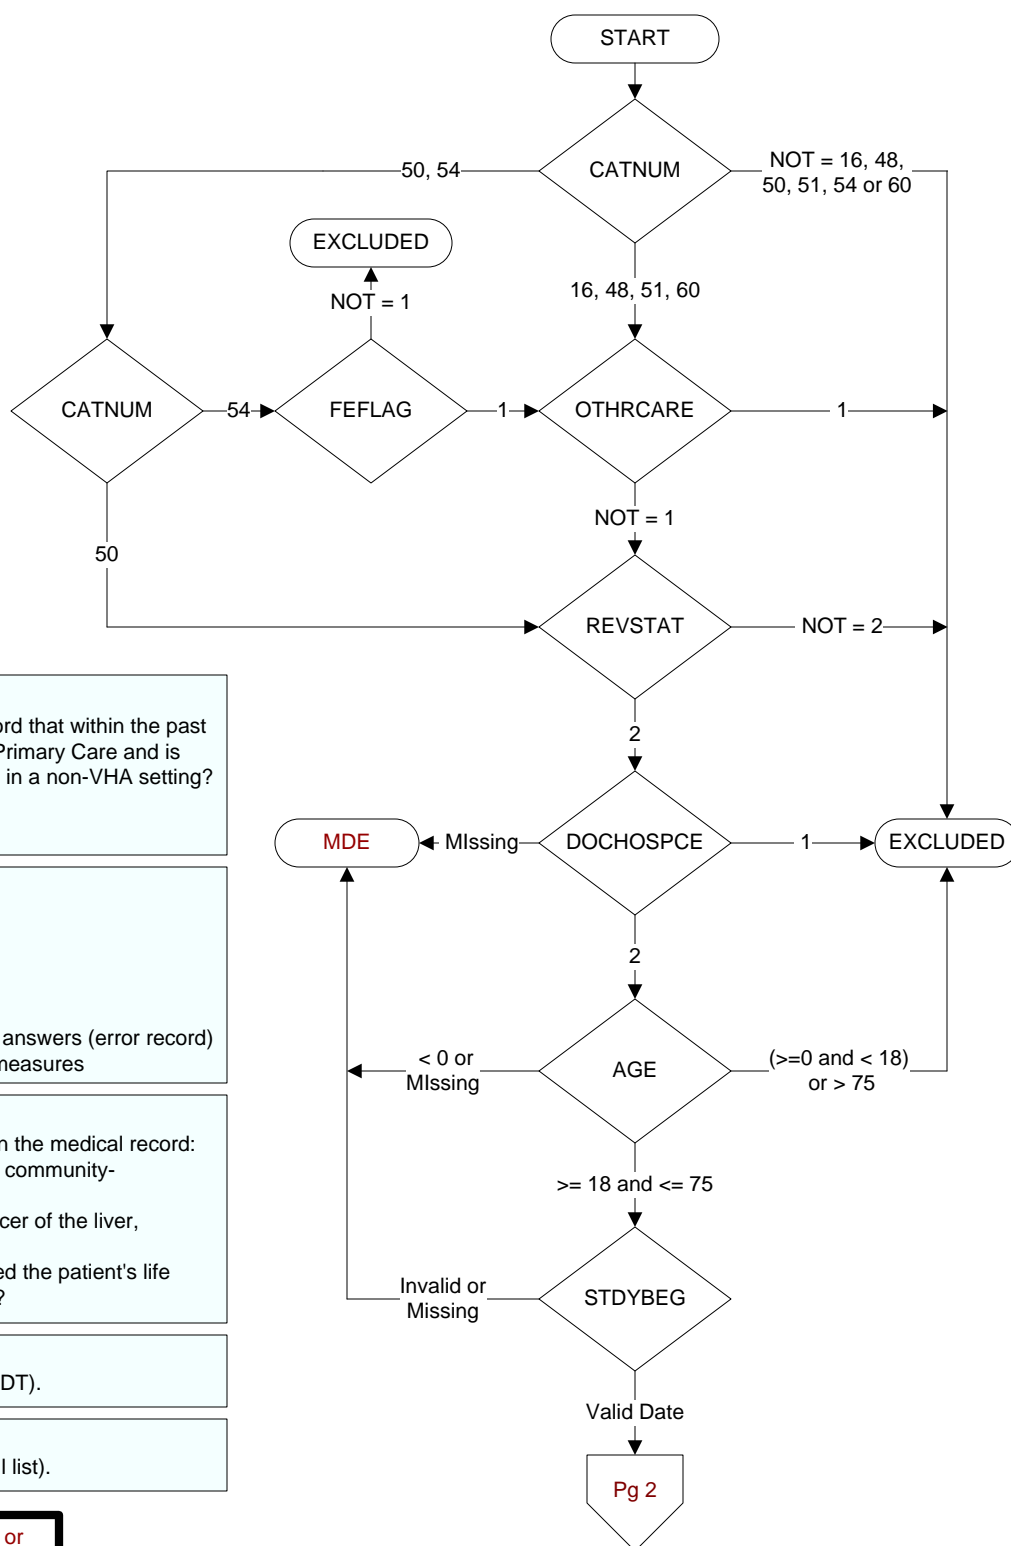 START
CATNUM
50, 54
NOT = 16, 48,
50, 51, 54 or 60
EXCLUDED
NOT = 1
16, 48, 51, 60
CATNUM
54
FEFLAG
1
OTHRCARE
1
NOT = 1
50
REVSTAT
NOT = 2
2
MDE
MIssing
DOCHOSPCE
1
EXCLUDED
2
< 0 or
MIssing
AGE
(>=0 and < 18)
or > 75
>= 18 and <= 75
Invalid or
Missing
STDYBEG
Valid Date
Pg 2
ord that within the past
Primary Care and is
in a non-VHA setting?
answers (error record)
measures
n the medical record:
community-
cer of the liver,
ed the patient's life
?
DT).
l list).
or